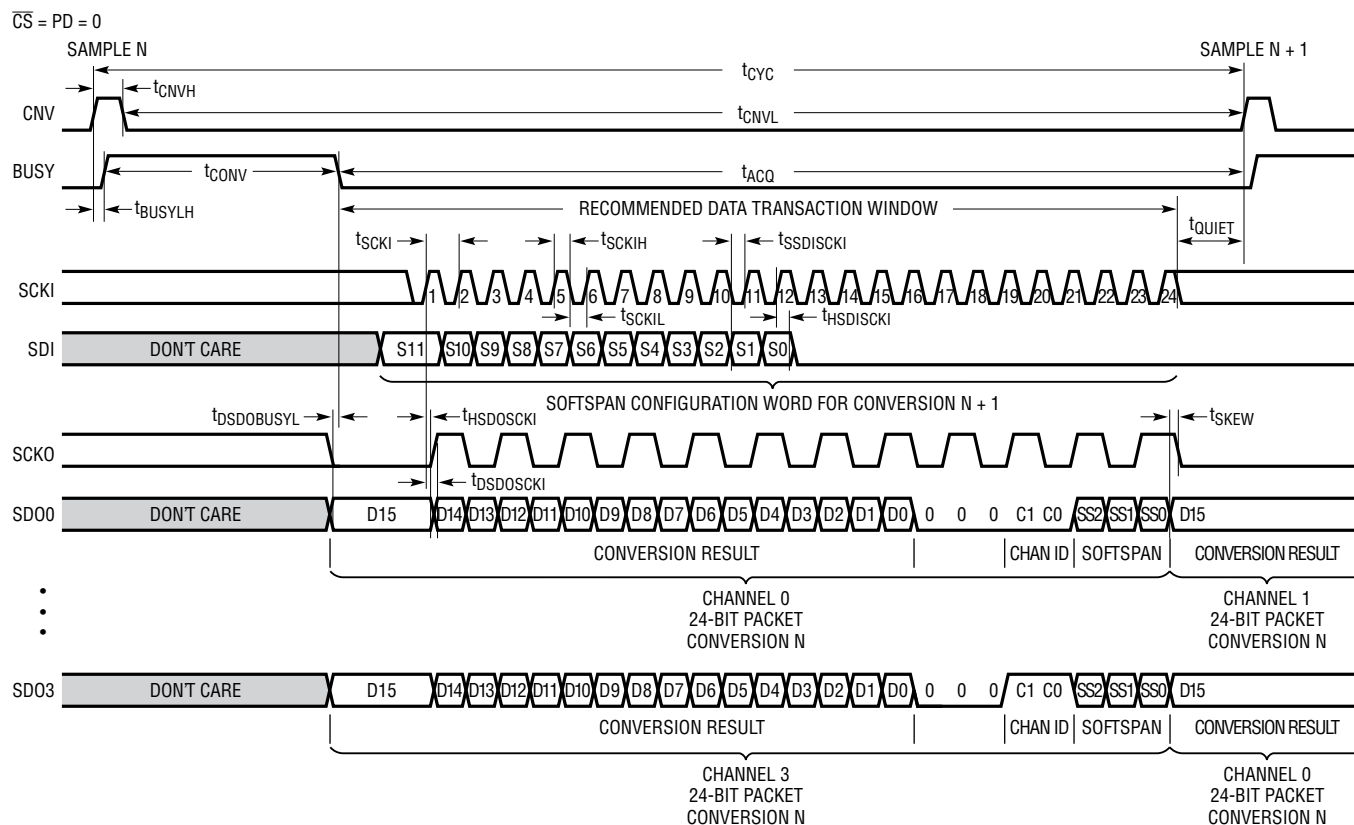 CS = PD = 0
SAMPLE N SAMPLE N + 1
tCYC
tCNVH
CNV tCNVL
BUSY tCONV tACQ
tBUSYLH RECOMMENDED DATA TRANSACTION WINDOW
tSCKI tSCKIH tSSDISCKI tQUIET
SCKI 1 2 3 4 5 6 7 8 9 10 11 12 13 14 15 16 17 18 19 20 21 22 23 24
tSCKIL tHSDISCKI
SDI DON'T CARE S11 S10 S9 S8 S7 S6 S5 S4 S3 S2 S1 S0
SOFTSPAN CONFIGURATION WORD FOR CONVERSION N + 1
tDSDOBUSYL tHSDOSCKI tSKEW
SCKO
tDSDOSCKI
SDO0 DON'T CARE D15 D14 D13 D12 D11 D10 D9 D8 D7 D6 D5 D4 D3 D2 D1 D0 0 0 0 C1 C0 SS2 SS1 SS0 D15
CONVERSION RESULT CHAN ID SOFTSPAN CONVERSION RESULT
CHANNEL 0 CHANNEL 1
24-BIT PACKET 24-BIT PACKET
CONVERSION N CONVERSION N
SDO3 DON'T CARE D15 D14 D13 D12 D11 D10 D9 D8 D7 D6 D5 D4 D3 D2 D1 D0 0 0 0 C1 C0 SS2 SS1 SS0 D15
CONVERSION RESULT CHAN ID SOFTSPAN CONVERSION RESULT
CHANNEL 3 CHANNEL 0
24-BIT PACKET 24-BIT PACKET
CONVERSION N CONVERSION N